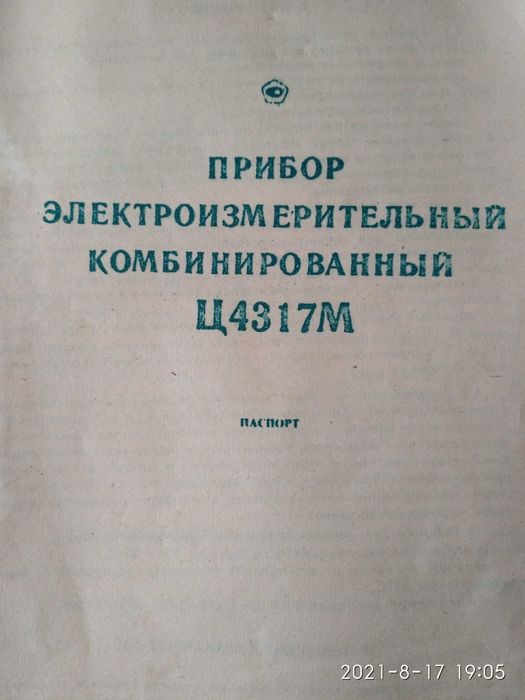 ПРИБОР
ЭЛЕКТРОИЗМЕРИТЕЛЬНЫЙ
КОМБИНИРОВАННЫЙ
Ц4317М
ПАСПОРТ
2021-8-17 19:05